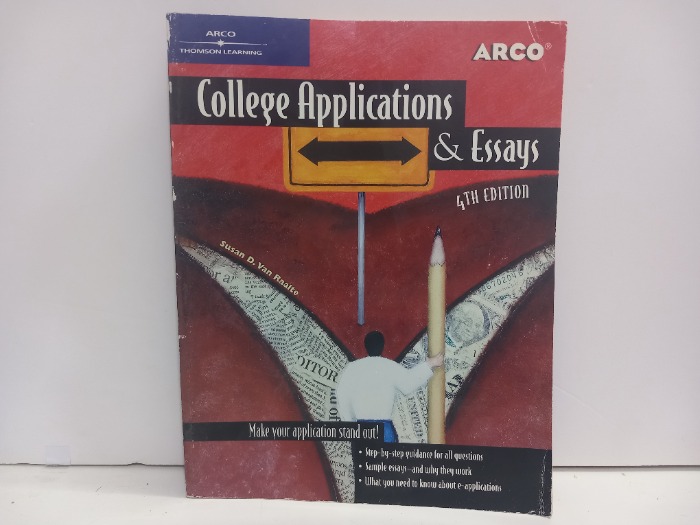 ARCO
THOMSON LEARNING
ARCO®
College Applications
& Essays
4TH EDITION
Susan D. Van Raalte
DITOR
Make your application stand out!
• Step-by-step guidance for all questions
• Sample essays—and why they work
• What you need to know about e-applications